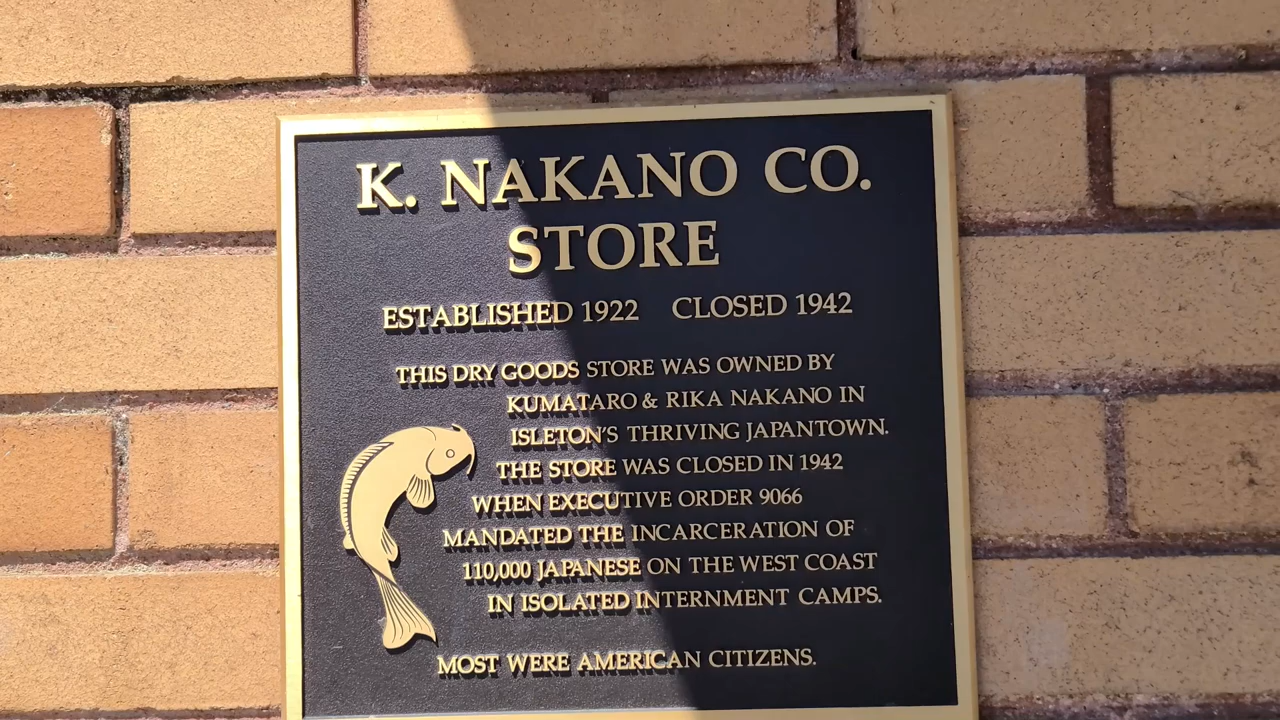 K. NAKANO CO.
STORE
ESTABLISHED 1922 CLOSED 1942
THIS DRY GOODS STORE WAS OWNED BY
KUMATARO & RIKA NAKANO IN
ISLETON'S THRIVING JAPANTOWN.
THE STORE WAS CLOSED IN 1942
WHEN EXECUTIVE ORDER 9066
MANDATED THE INCARCERATION OF
110,000 JAPANESE ON THE WEST COAST
IN ISOLATED INTERNMENT CAMPS.
MOST WERE AMERICAN CITIZENS.